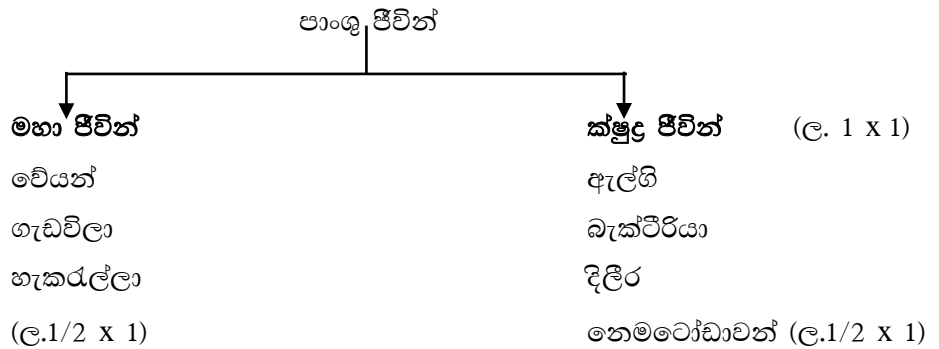 පාංශු ජීවින්
මහා ජීවින් ක්ෂුද්‍ර ජීවින් (ල. 1 x 1)
වේයන් ඇල්ගි
ගැඩවිලා බැක්ටීරියා
හැකරැල්ලා දිලීර
(ල.1/2 x 1) නෙමටෝඩාවන් (ල.1/2 x 1)